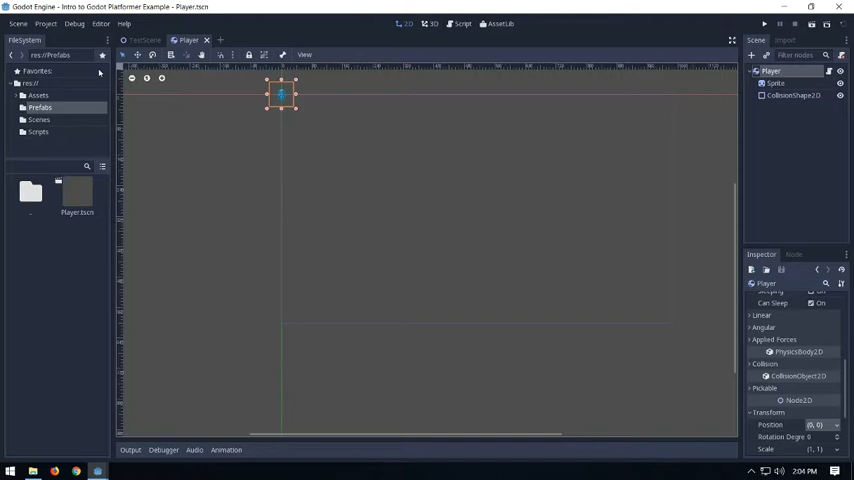 Godot Engine - Intro to Godot Platformer Example - Player.tscn
Scene Project Debug Editor Help
2D 3D Script AssetLib
FileSystem
TestScene
Player
Scene Import
res://Prefabs
View
Filter nodes
Favorites:
res://
Assets
Prefabs
Scenes
Scripts
Player
Sprite
CollisionShape2D
..
Player.tscn
Inspector Node
Player
Sleeping On
Can Sleep On
Linear
Angular
Applied Forces
PhysicsBody2D
Collision
CollisionObject2D
Pickable
Node2D
Transform
Position (0, 0)
Rotation Degre 0
Scale (1, 1)
Output Debugger Audio Animation
2:04 PM